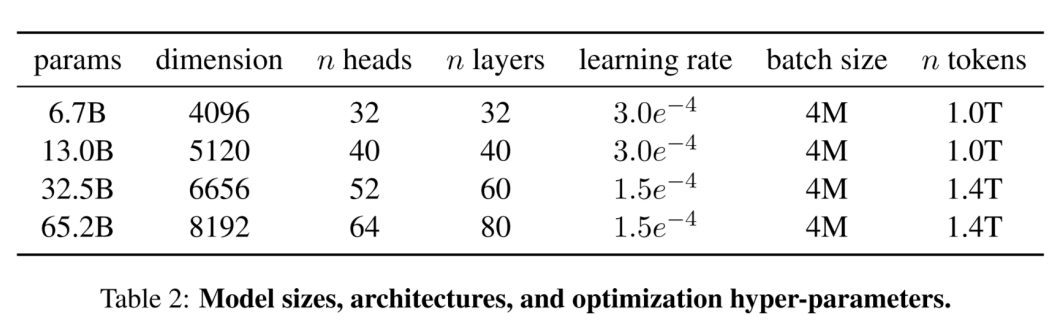 params dimension n heads n layers learning rate batch size n tokens
6.7B 4096 32 32 3.0e⁻⁴ 4M 1.0T
13.0B 5120 40 40 3.0e⁻⁴ 4M 1.0T
32.5B 6656 52 60 1.5e⁻⁴ 4M 1.4T
65.2B 8192 64 80 1.5e⁻⁴ 4M 1.4T
Table 2: Model sizes, architectures, and optimization hyper-parameters.